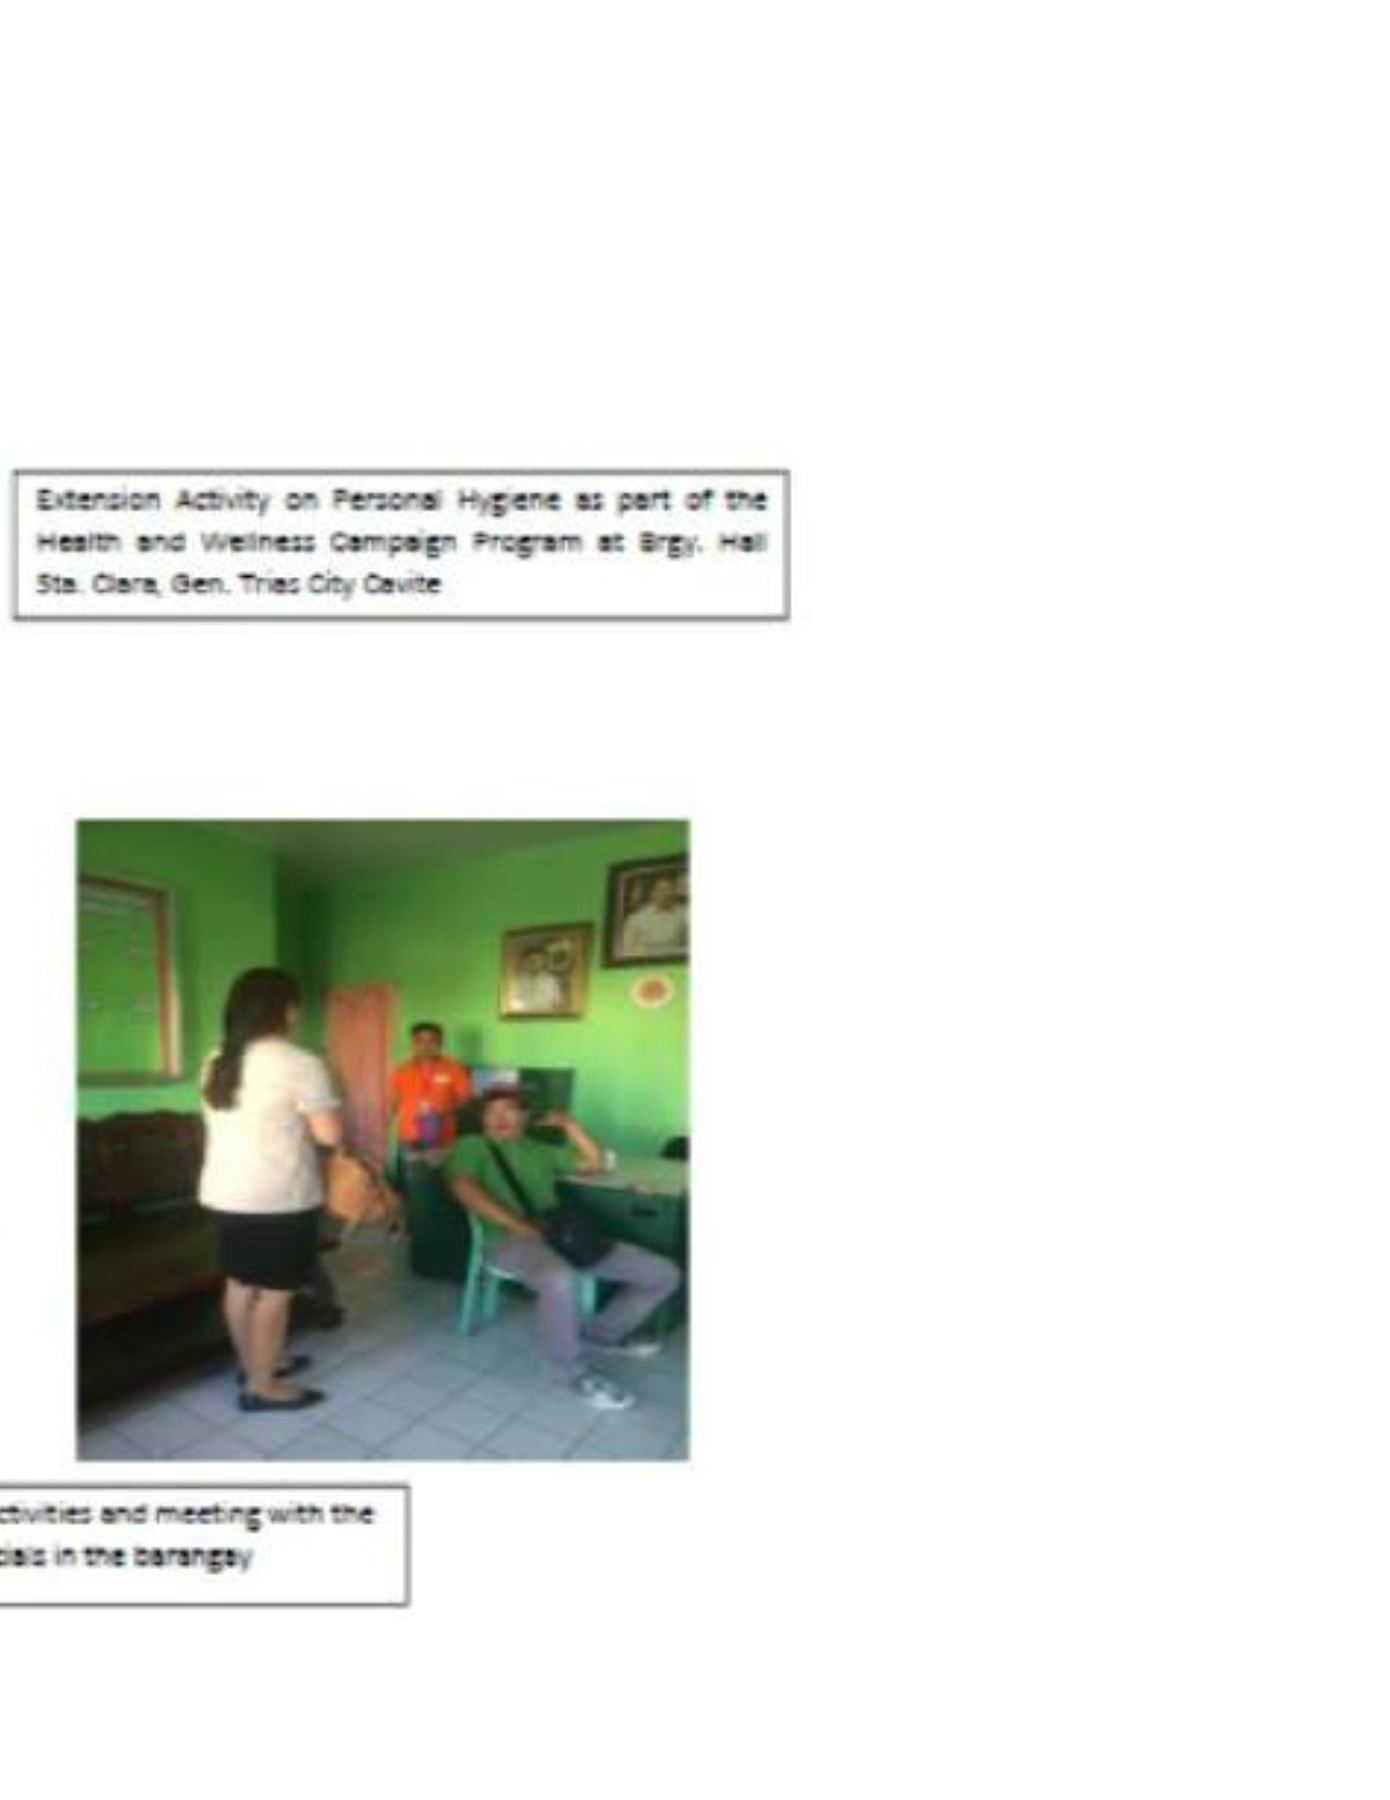 Extension Activity on Personal Hygiene as part of the
Health and Wellness Campaign Program at Brgy. Hall
Sta. Clara, Gen. Trias City Cavite
ctivities and meeting with the
cials in the barangay